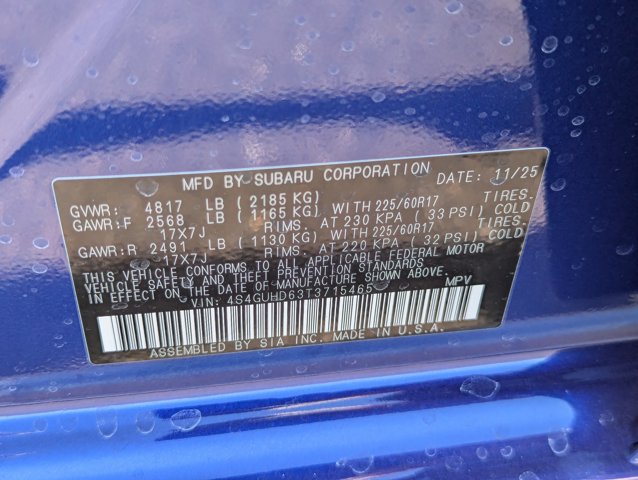 MFD BY SUBARU CORPORATION DATE: 11/25
GVWR: 4817 LB ( 2185 KG)
GAWR:F 2568 LB ( 1165 KG) WITH 225/60R17 TIRES.
17X7J RIMS. AT 230 KPA ( 33 PSI) COLD
GAWR:R 2491 LB ( 1130 KG) WITH 225/60R17 TIRES.
17X7J RIMS. AT 220 KPA ( 32 PSI) COLD
THIS VEHICLE CONFORMS TO ALL APPLICABLE FEDERAL MOTOR
VEHICLE SAFETY AND THEFT PREVENTION STANDARDS
IN EFFECT ON THE DATE OF MANUFACTURE SHOWN ABOVE.
VIN: 4S4GUHD63T3715465 MPV
ASSEMBLED BY SIA INC. MADE IN U.S.A.